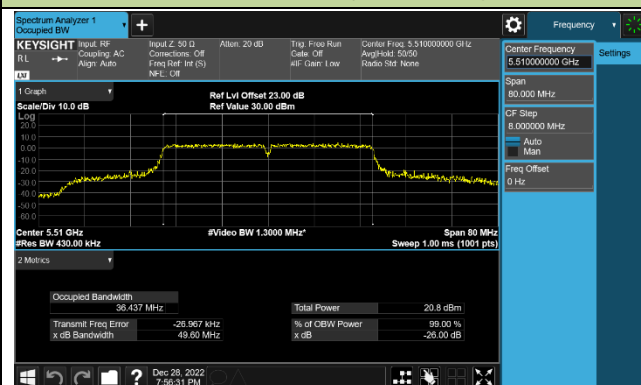 Spectrum Analyzer 1
Occupied BW
+
Frequency
KEYSIGHT
RL
LXI
Input: RF
Coupling: AC
Align: Auto
Input Z: 50 Ω
Corrections: Off
Freq Ref: Int (S)
NFE: Off
Atten: 20 dB
Trig: Free Run
Gate: Off
#IF Gain: Low
Center Freq: 5.510000000 GHz
Avg|Hold: 50/50
Radio Std: None
Center Frequency
5.510000000 GHz
Settings
Span
80.000 MHz
CF Step
8.000000 MHz
Auto
Man
Freq Offset
0 Hz
1 Graph
Scale/Div 10.0 dB
Ref Lvl Offset 23.00 dB
Ref Value 30.00 dBm
Log
20.0
10.0
0.00
-10.0
-20.0
-30.0
-40.0
-50.0
-60.0
Center 5.51 GHz
#Res BW 430.00 kHz
#Video BW 1.3000 MHz*
Span 80 MHz
Sweep 1.00 ms (1001 pts)
2 Metrics
Occupied Bandwidth
36.437 MHz
Total Power 20.8 dBm
Transmit Freq Error -26.967 kHz
% of OBW Power 99.00 %
x dB Bandwidth 49.60 MHz
x dB -26.00 dB
?
Dec 28, 2022
7:56:31 PM